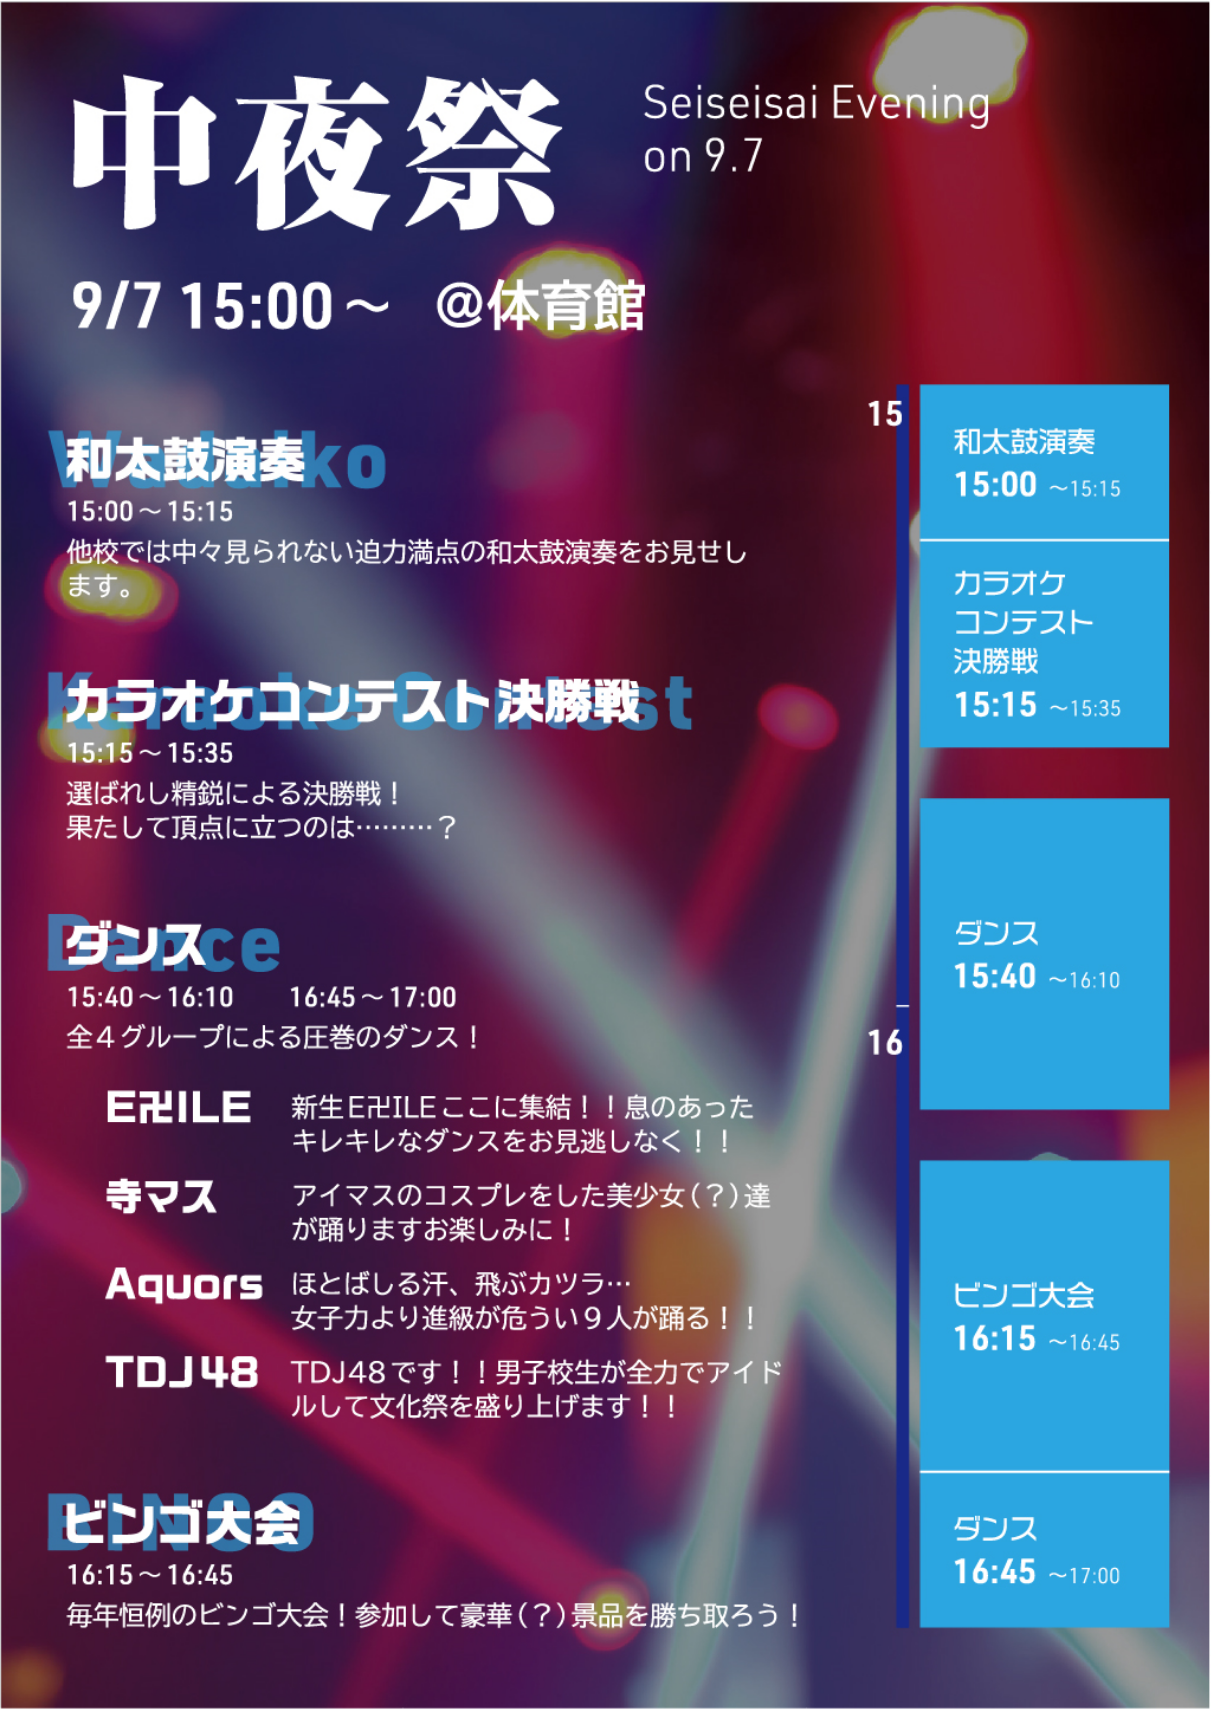 中夜祭
Seiseisai Evening
on 9.7
9/7 15:00～ @体育館
Wadaiko
和太鼓演奏
15:00～15:15
他校では中々見られない迫力満点の和太鼓演奏をお見せし
ます。
Karaoke Contest
カラオケコンテスト決勝戦
15:15～15:35
選ばれし精鋭による決勝戦！
果たして頂点に立つのは………？
Dance
ダンス
15:40～16:10 16:45～17:00
全４グループによる圧巻のダンス！
E卍ILE
新生E卍ILEここに集結！！息のあった
キレキレなダンスをお見逃しなく！！
寺マス
アイマスのコスプレをした美少女（？）達
が踊りますお楽しみに！
Aquors
ほとばしる汗、飛ぶカツラ…
女子力より進級が危うい９人が踊る！！
TDJ48
TDJ48です！！男子校生が全力でアイド
ルして文化祭を盛り上げます！！
BINGO
ビンゴ大会
16:15～16:45
毎年恒例のビンゴ大会！参加して豪華（？）景品を勝ち取ろう！
15
和太鼓演奏
15:00 ～15:15
カラオケ
コンテスト
決勝戦
15:15 ～15:35
ダンス
15:40 ～16:10
16
ビンゴ大会
16:15 ～16:45
ダンス
16:45 ～17:00